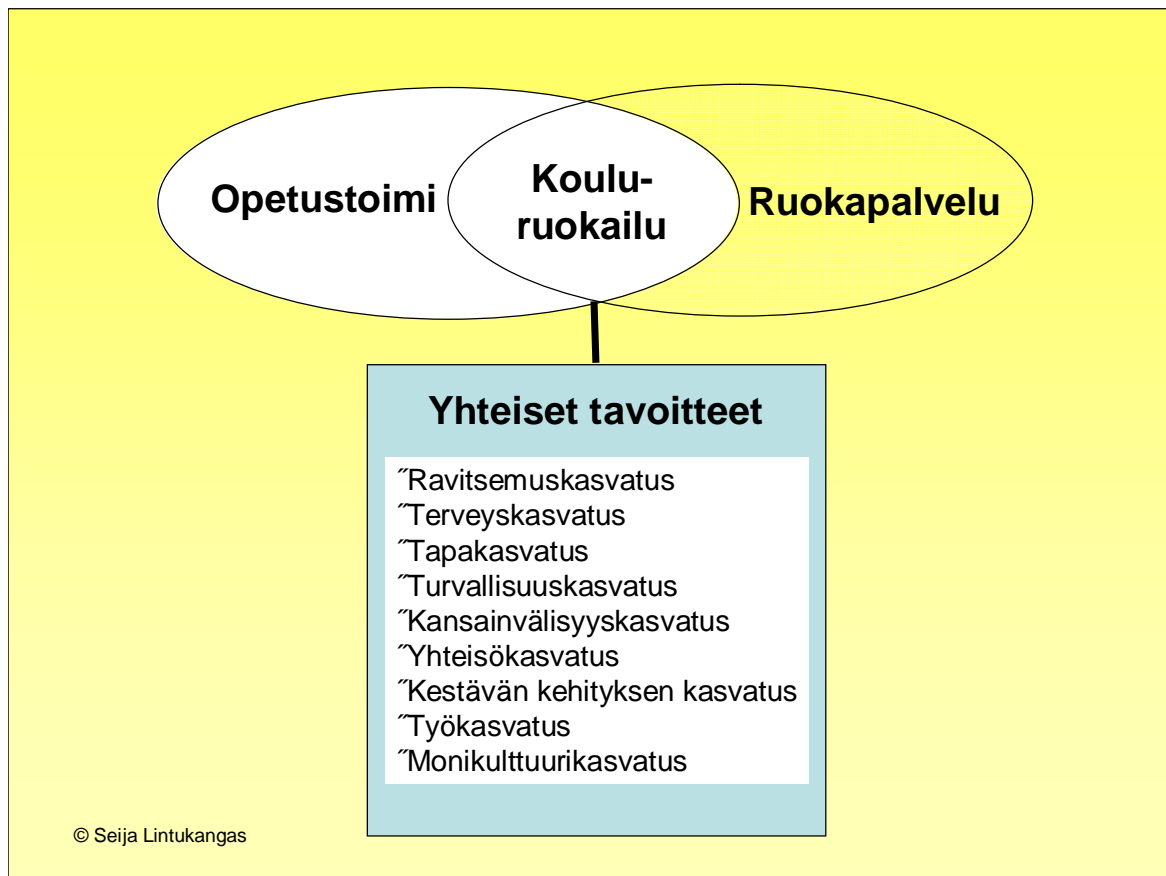 Opetustoimi
Koulu-
ruokailu
Ruokapalvelu
Yhteiset tavoitteet
˝Ravitsemuskasvatus
˝Terveyskasvatus
˝Tapakasvatus
˝Turvallisuuskasvatus
˝Kansainvälisyyskasvatus
˝Yhteisökasvatus
˝Kestävän kehityksen kasvatus
˝Työkasvatus
˝Monikulttuurikasvatus
© Seija Lintukangas